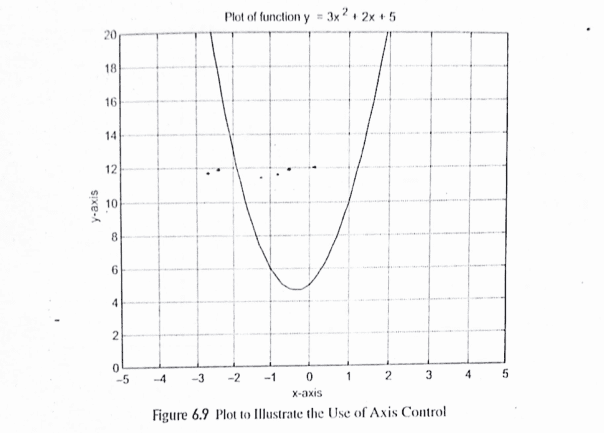 Plot of function y = 3x² + 2x + 5
20
18
16
14
12
10
8
6
4
2
0
y-axis
-5 -4 -3 -2 -1 0 1 2 3 4 5
x-axis
Figure 6.9 Plot to Illustrate the Use of Axis Control